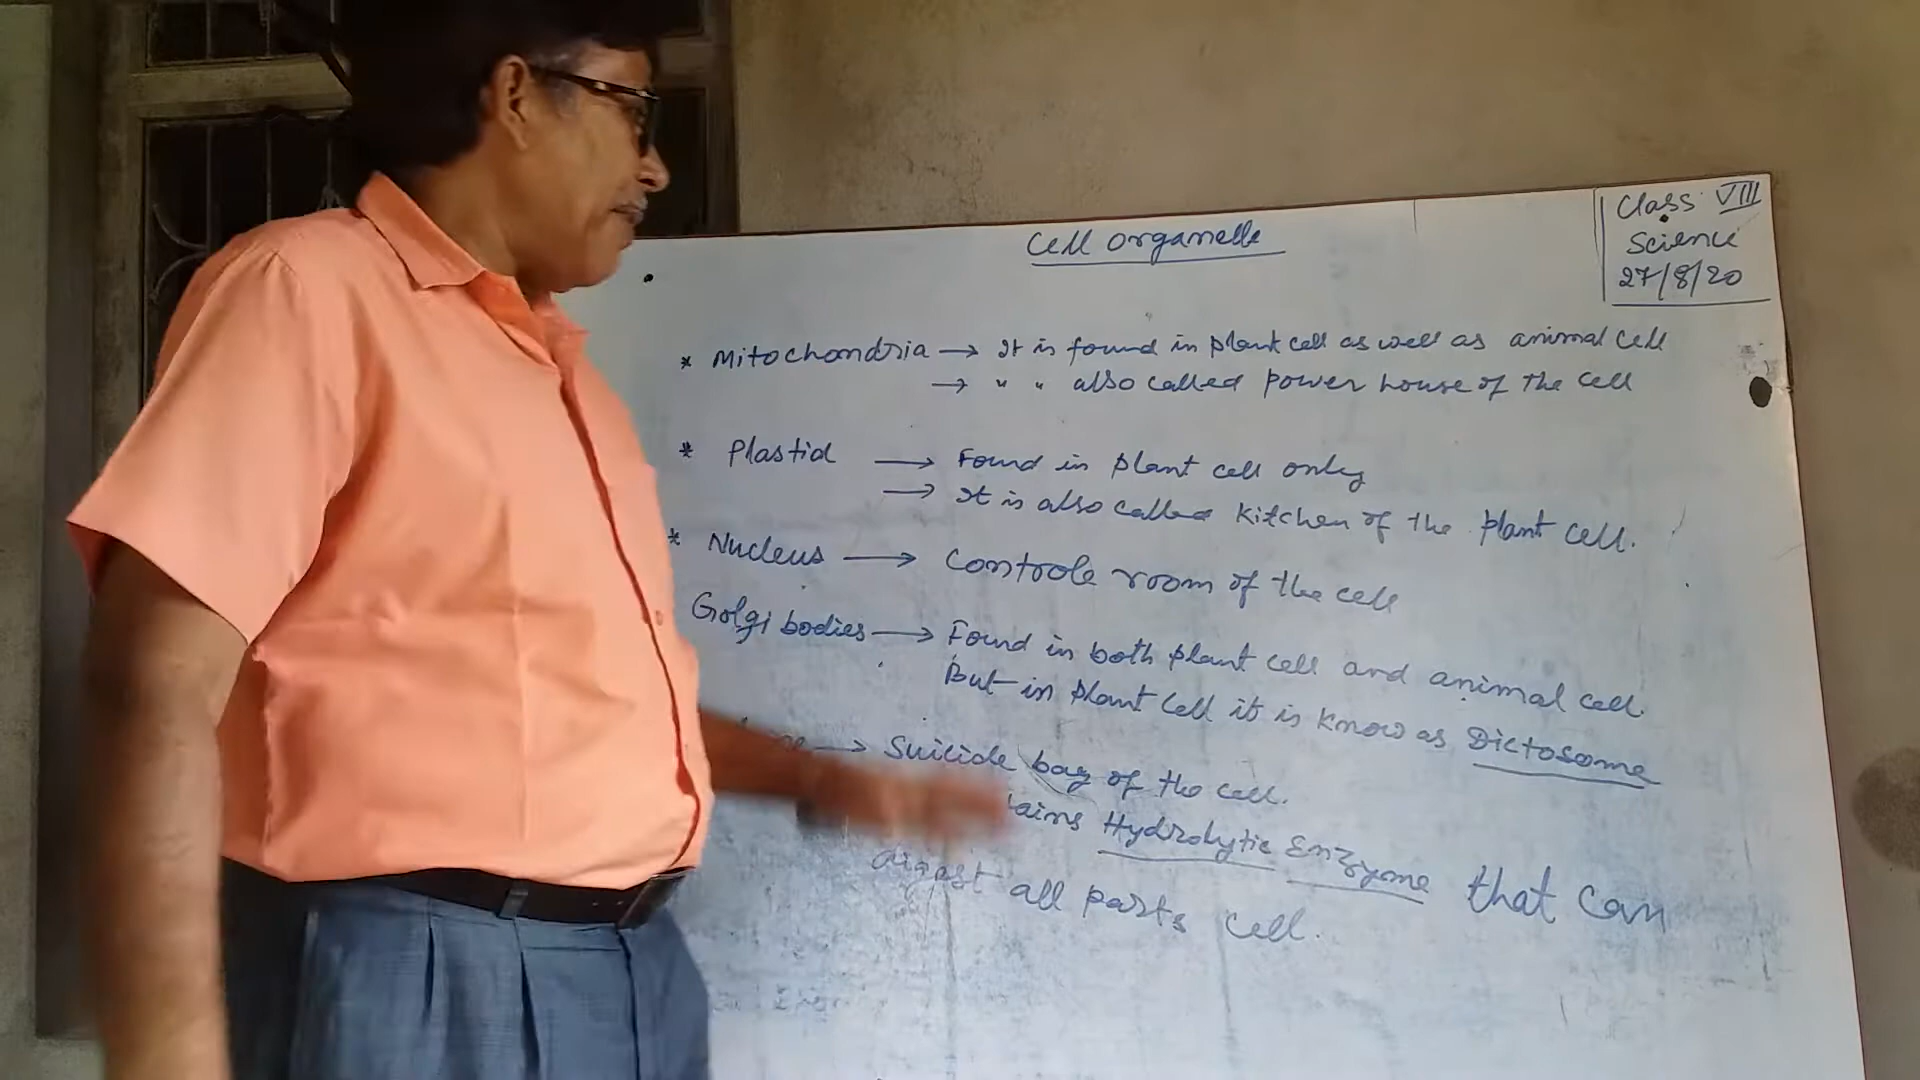 Cell Organelle
Class VIII
Science
27/8/20
* Mitochondria → It is found in plant cell as well as animal cell
→ " " also called power house of the cell
* Plastid → Found in plant cell only
→ It is also called kitchen of the plant cell.
* Nucleus → Controle room of the cell
Golgi bodies → Found in both plant cell and animal cell.
But in plant cell it is know as Dictosome
→ Suicide bag of the cell.
Hydrolytic Enzyme that can
digest all parts cell.